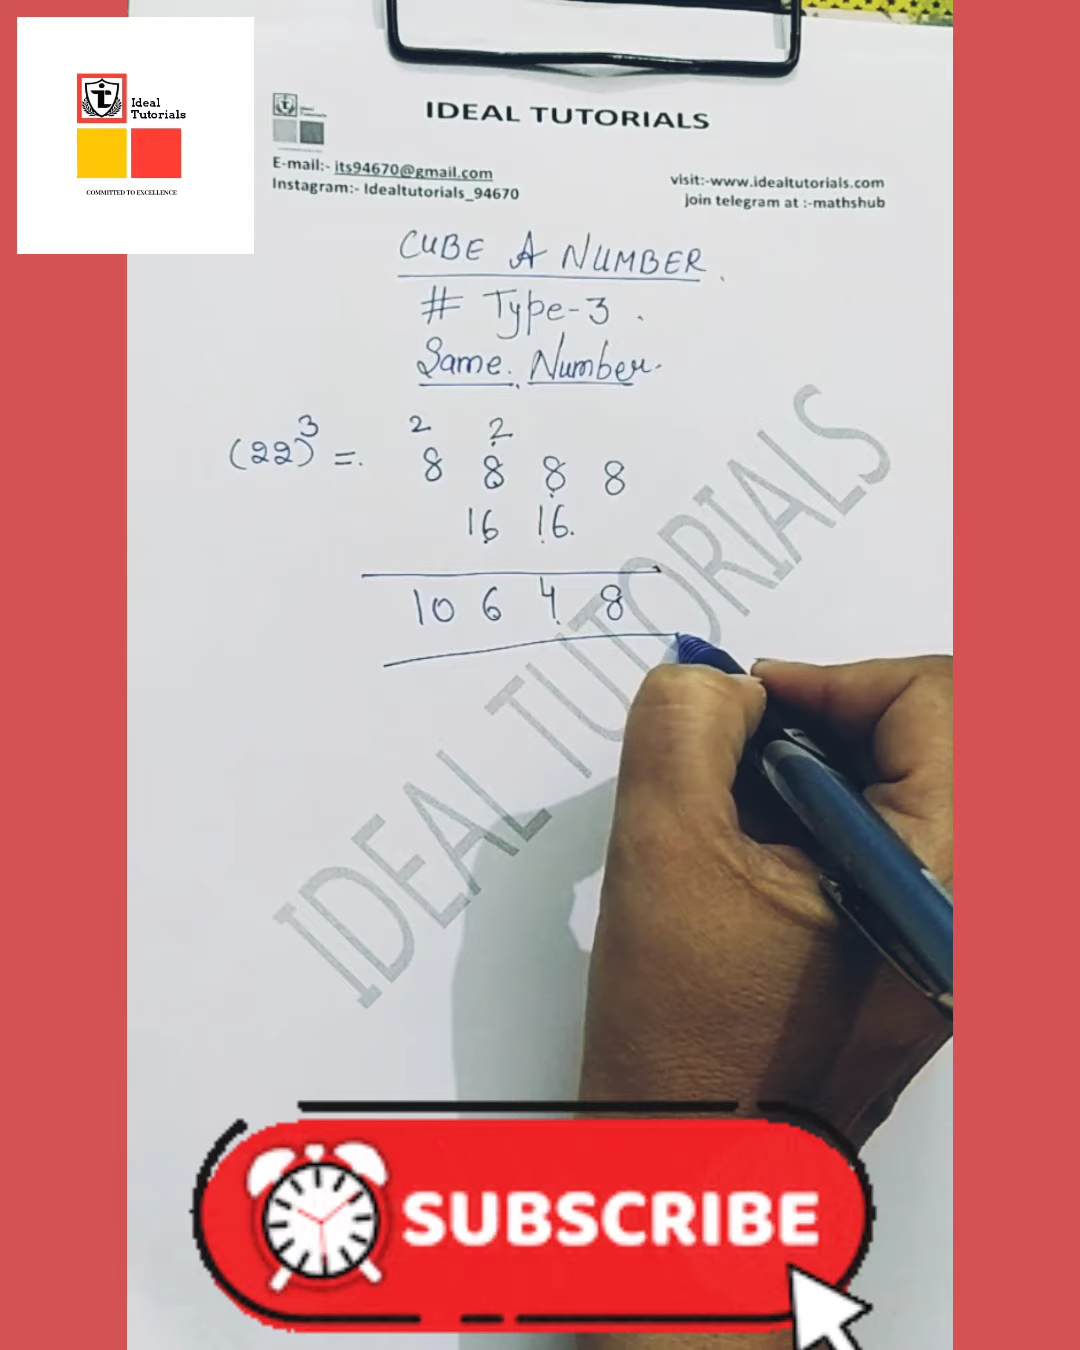 Ideal
Tutorials
COMMITTED TO EXCELLENCE
IDEAL TUTORIALS
E-mail:- its94670@gmail.com
Instagram:- Idealtutorials_94670
visit:-www.idealtutorials.com
join telegram at :-mathshub
CUBE A NUMBER.
# Type-3.
Same. Number.
2 2
(22)³ =. 8 8 8 8
16 16.
10 6 4 8
IDEAL TUTORIALS
SUBSCRIBE